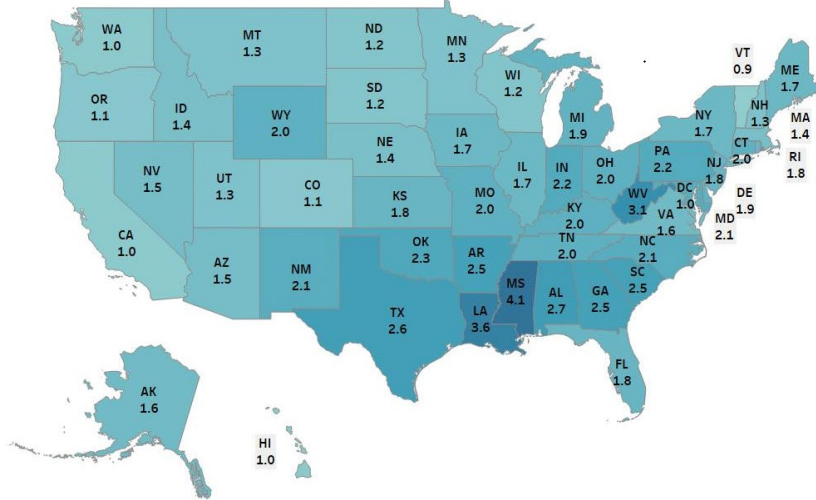 WA
1.0
MT
1.3
ND
1.2
MN
1.3
VT
0.9
ME
1.7
OR
1.1
ID
1.4
WY
2.0
SD
1.2
WI
1.2
MI
1.9
NY
1.7
NH
1.3
MA
1.4
NV
1.5
UT
1.3
CO
1.1
NE
1.4
IA
1.7
IL
1.7
IN
2.2
OH
2.0
PA
2.2
CT
2.0
NJ
1.8
RI
1.8
CA
1.0
AZ
1.5
NM
2.1
KS
1.8
MO
2.0
KY
2.0
WV
3.1
DC
1.0
VA
1.6
DE
1.9
MD
2.1
OK
2.3
AR
2.5
TN
2.0
NC
2.1
SC
2.5
TX
2.6
LA
3.6
MS
4.1
AL
2.7
GA
2.5
FL
1.8
AK
1.6
HI
1.0